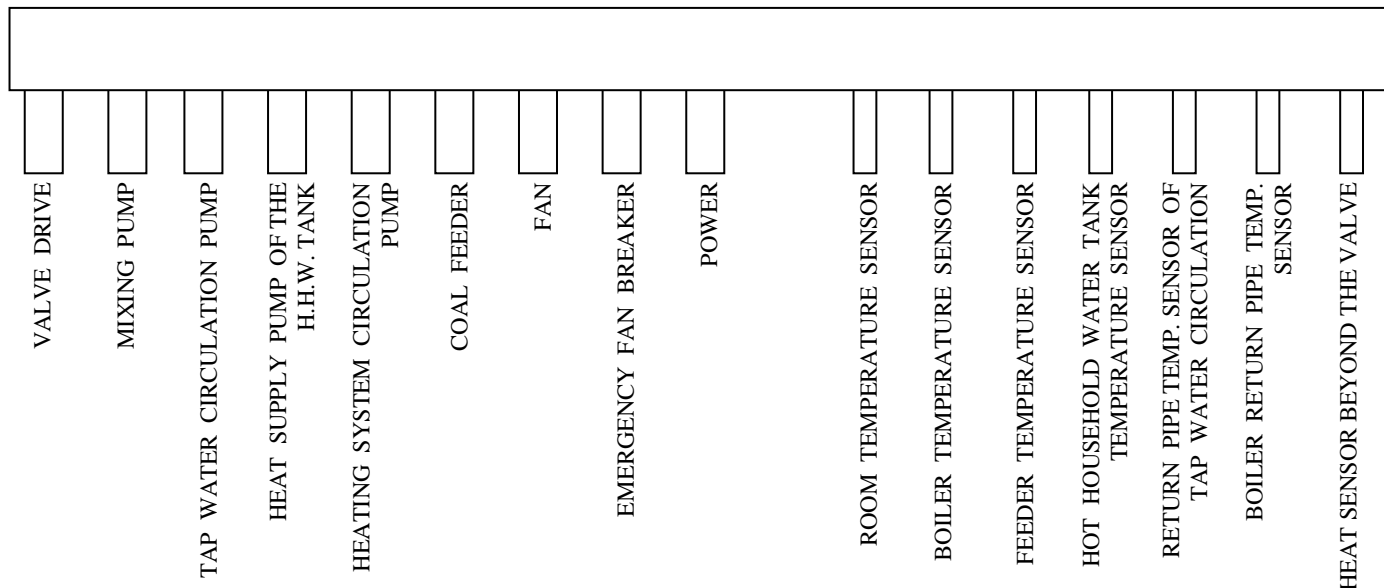 VALVE DRIVE
MIXING PUMP
TAP WATER CIRCULATION PUMP
HEAT SUPPLY PUMP OF THE
H.H.W. TANK
HEATING SYSTEM CIRCULATION
PUMP
COAL FEEDER
FAN
EMERGENCY FAN BREAKER
POWER
ROOM TEMPERATURE SENSOR
BOILER TEMPERATURE SENSOR
FEEDER TEMPERATURE SENSOR
HOT HOUSEHOLD WATER TANK
TEMPERATURE SENSOR
RETURN PIPE TEMP. SENSOR OF
TAP WATER CIRCULATION
BOILER RETURN PIPE TEMP.
SENSOR
HEAT SENSOR BEYOND THE VALVE